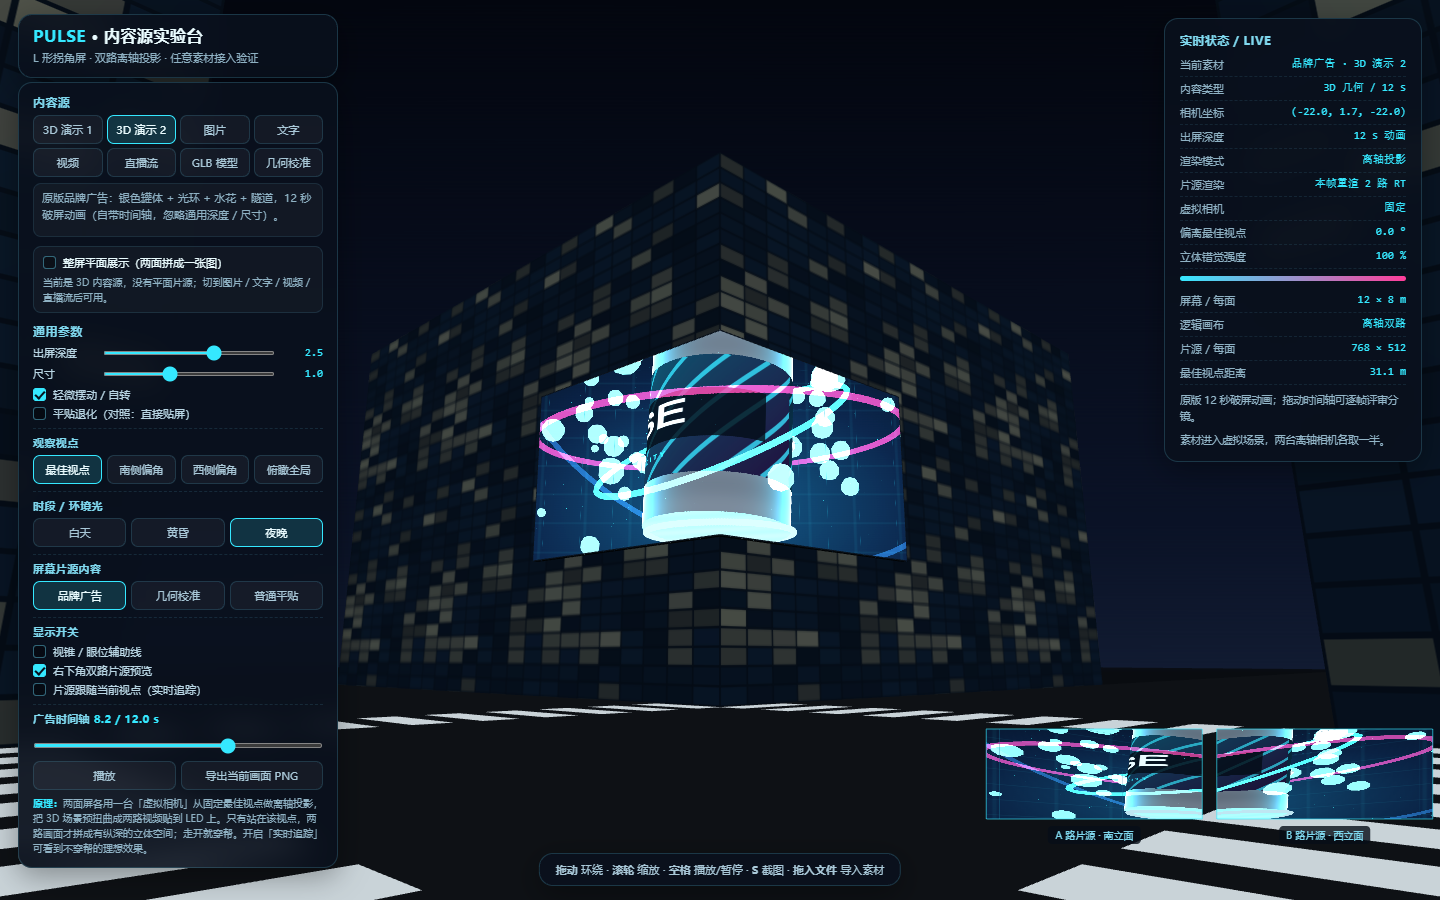 PULSE • 内容源实验台
L 形拐角屏 · 双路离轴投影 · 任意素材接入验证
内容源
3D 演示 1
3D 演示 2
图片
文字
视频
直播流
GLB 模型
几何校准
原版品牌广告：银色罐体 + 光环 + 水花 + 隧道，12 秒
破屏动画（自带时间轴，忽略通用深度 / 尺寸）。
整屏平面展示（两面拼成一张图）
当前是 3D 内容源，没有平面片源；切到图片 / 文字 / 视频 /
直播流后可用。
通用参数
出屏深度 2.5
尺寸 1.0
轻微摆动 / 自转
平贴退化（对照：直接贴屏）
观察视点
最佳视点
南侧偏角
西侧偏角
俯瞰全局
时段 / 环境光
白天
黄昏
夜晚
屏幕片源内容
品牌广告
几何校准
普通平贴
显示开关
视锥 / 眼位辅助线
右下角双路片源预览
片源跟随当前视点（实时追踪）
广告时间轴 8.2 / 12.0 s
播放
导出当前画面 PNG
原理：两面屏各用一台「虚拟相机」从固定最佳视点做离轴投影，
把 3D 场景预扭曲成两路视频贴到 LED 上。只有站在该视点，两
路画面才拼成有纵深的立体空间；走开就穿帮。开启「实时追踪」
可看到不穿帮的理想效果。
SE
实时状态 / LIVE
当前素材 品牌广告 · 3D 演示 2
内容类型 3D 几何 / 12 s
相机坐标 (-22.0, 1.7, -22.0)
出屏深度 12 s 动画
渲染模式 离轴投影
片源渲染 本帧重渲 2 路 RT
虚拟相机 固定
偏离最佳视点 0.0 °
立体错觉强度 100 %
屏幕 / 每面 12 × 8 m
逻辑画布 离轴双路
片源 / 每面 768 × 512
最佳视点距离 31.1 m
原版 12 秒破屏动画；拖动时间轴可逐帧评审分
镜。
素材进入虚拟场景，两台离轴相机各取一半。
SE
A 路片源 · 南立面
B 路片源 · 西立面
拖动 环绕 · 滚轮 缩放 · 空格 播放/暂停 · S 截图 · 拖入文件 导入素材